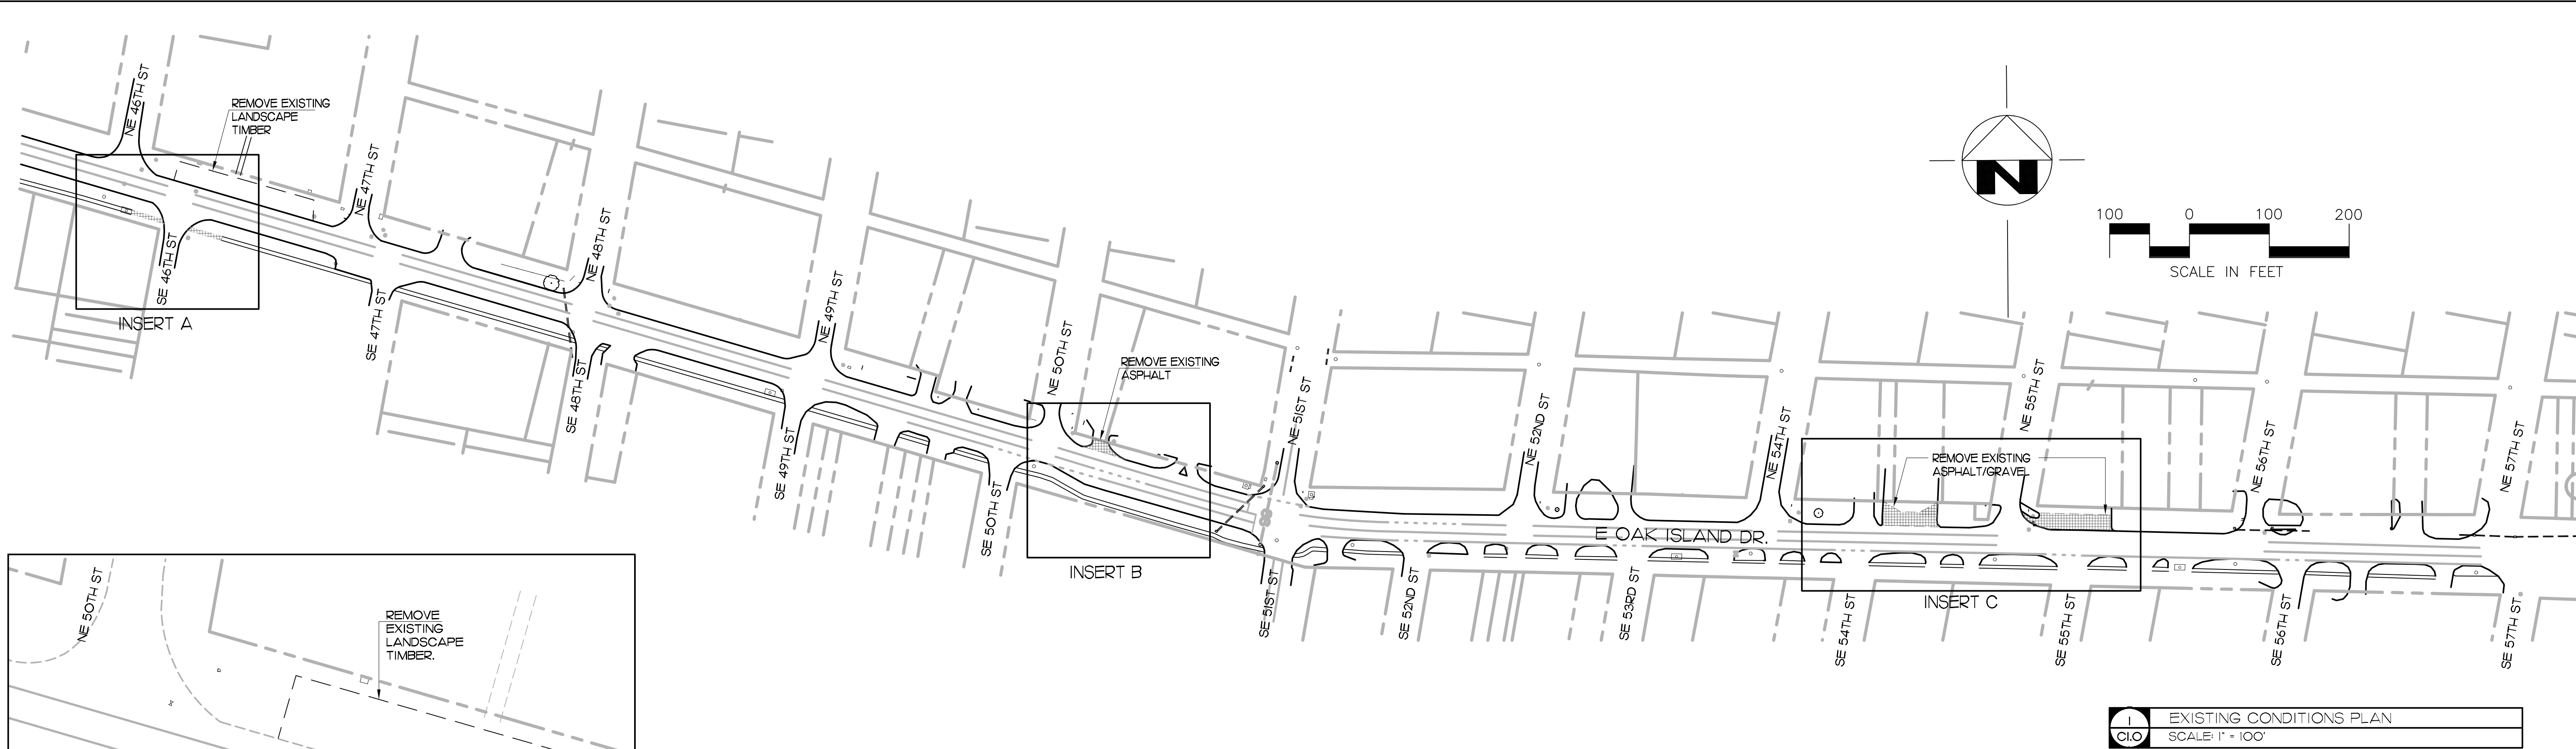 NE 46TH ST
REMOVE EXISTING
LANDSCAPE
TIMBER
NE 47TH ST
NE 48TH ST
NE 49TH ST
NE 50TH ST
REMOVE EXISTING
ASPHALT
NE 51ST ST
NE 52ND ST
NE 54TH ST
NE 55TH ST
NE 56TH ST
NE 57TH ST
N
100 0 100 200
SCALE IN FEET
SE 46TH ST
INSERT A
SE 47TH ST
SE 48TH ST
SE 49TH ST
SE 50TH ST
INSERT B
SE 51ST ST
E OAK ISLAND DR.
REMOVE EXISTING
ASPHALT/GRAVEL
SE 52ND ST
SE 53RD ST
SE 54TH ST
INSERT C
SE 55TH ST
SE 56TH ST
SE 57TH ST
NE 50TH ST
REMOVE
EXISTING
LANDSCAPE
TIMBER.
1
C1.0
EXISTING CONDITIONS PLAN
SCALE: 1" = 100'